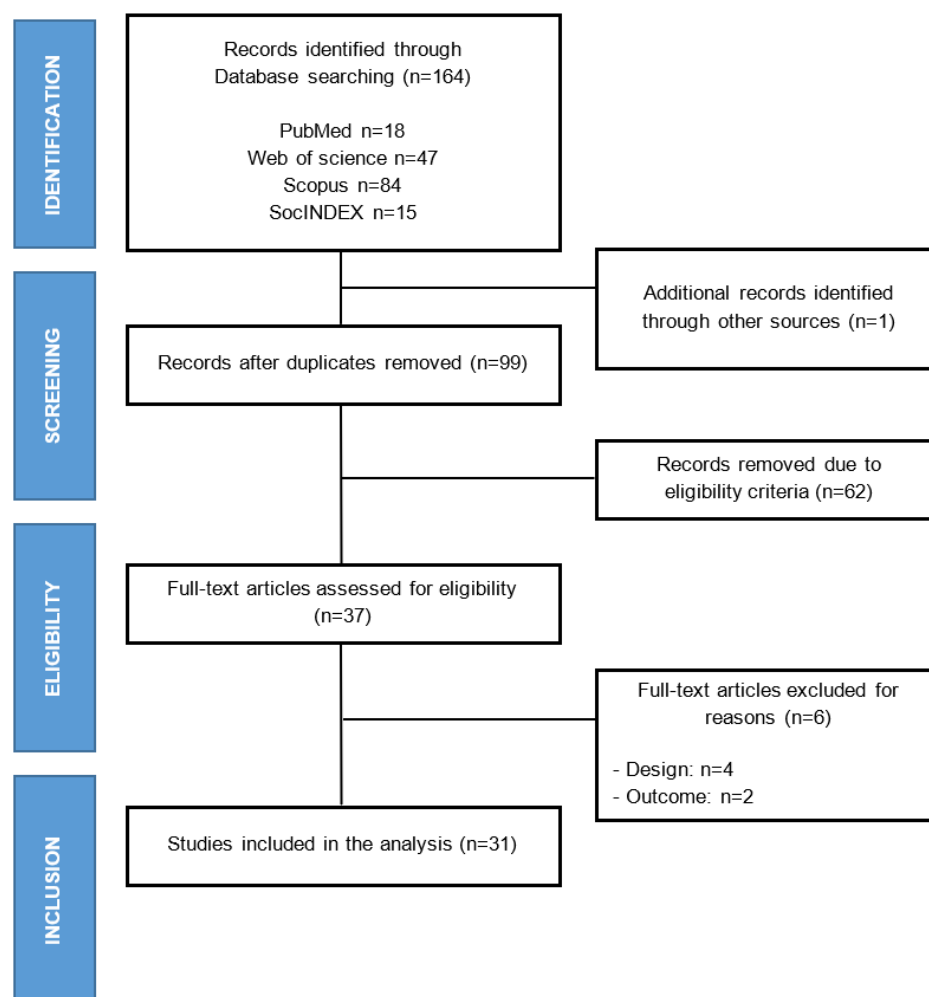 IDENTIFICATION
Records identified through
Database searching (n=164)
PubMed n=18
Web of science n=47
Scopus n=84
SocINDEX n=15
SCREENING
Additional records identified
through other sources (n=1)
Records after duplicates removed (n=99)
Records removed due to
eligibility criteria (n=62)
ELIGIBILITY
Full-text articles assessed for eligibility
(n=37)
Full-text articles excluded for
reasons (n=6)
- Design: n=4
- Outcome: n=2
INCLUSION
Studies included in the analysis (n=31)